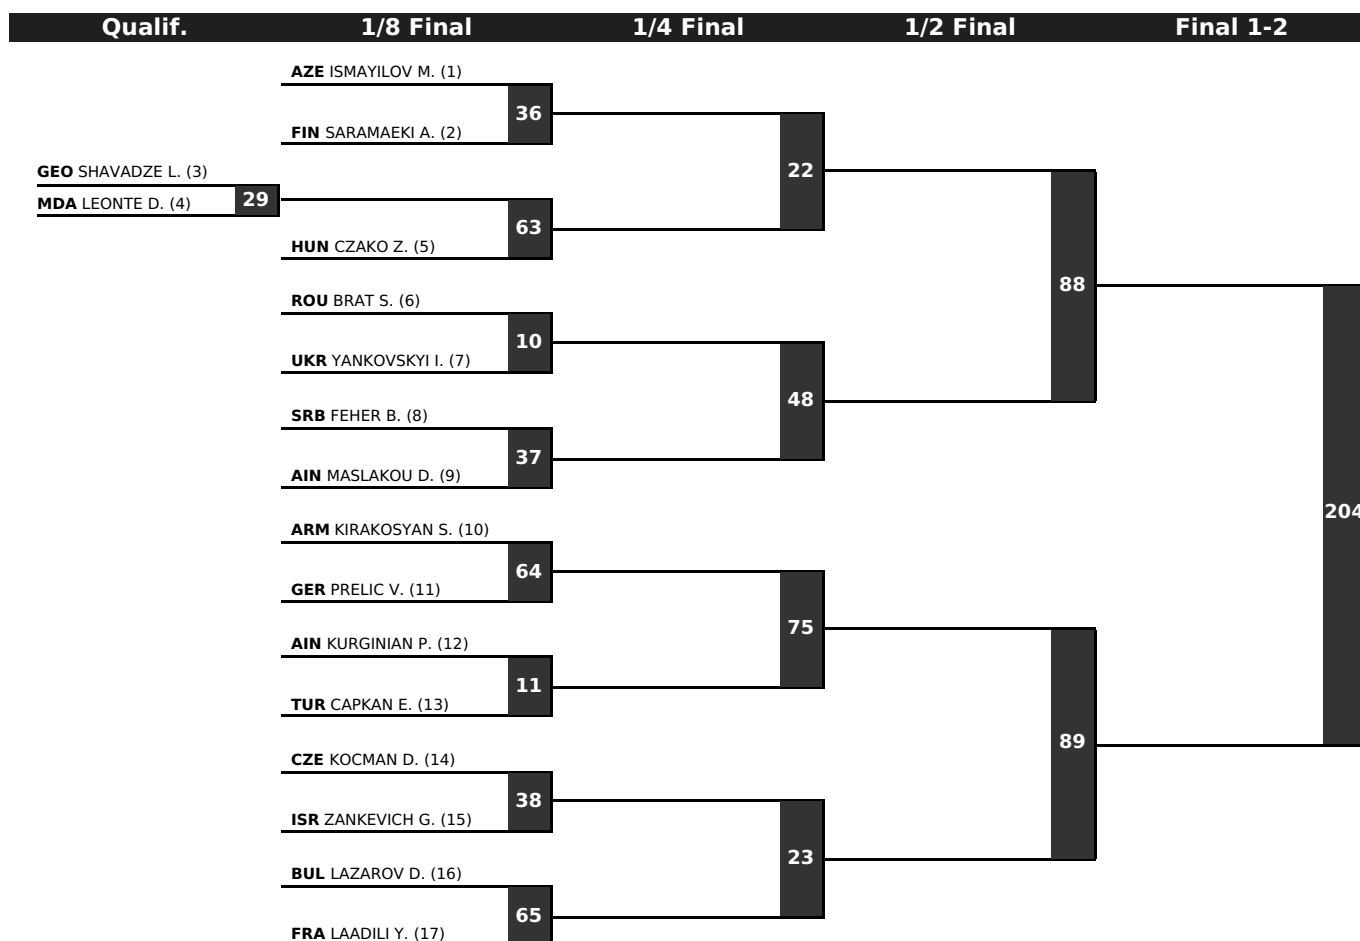 Qualif. 1/8 Final 1/4 Final 1/2 Final Final 1-2
AZE ISMAYILOV M. (1)
36
FIN SARAMAEKI A. (2)
GEO SHAVADZE L. (3)
22
MDA LEONTE D. (4) 29
63
HUN CZAKO Z. (5)
88
ROU BRAT S. (6)
10
UKR YANKOVSKYI I. (7)
48
SRB FEHER B. (8)
37
AIN MASLAKOU D. (9)
204
ARM KIRAKOSYAN S. (10)
64
GER PRELIC V. (11)
75
AIN KURGINIAN P. (12)
11
TUR CAPKAN E. (13)
89
CZE KOCMAN D. (14)
38
ISR ZANKEVICH G. (15)
23
BUL LAZAROV D. (16)
65
FRA LAADILI Y. (17)